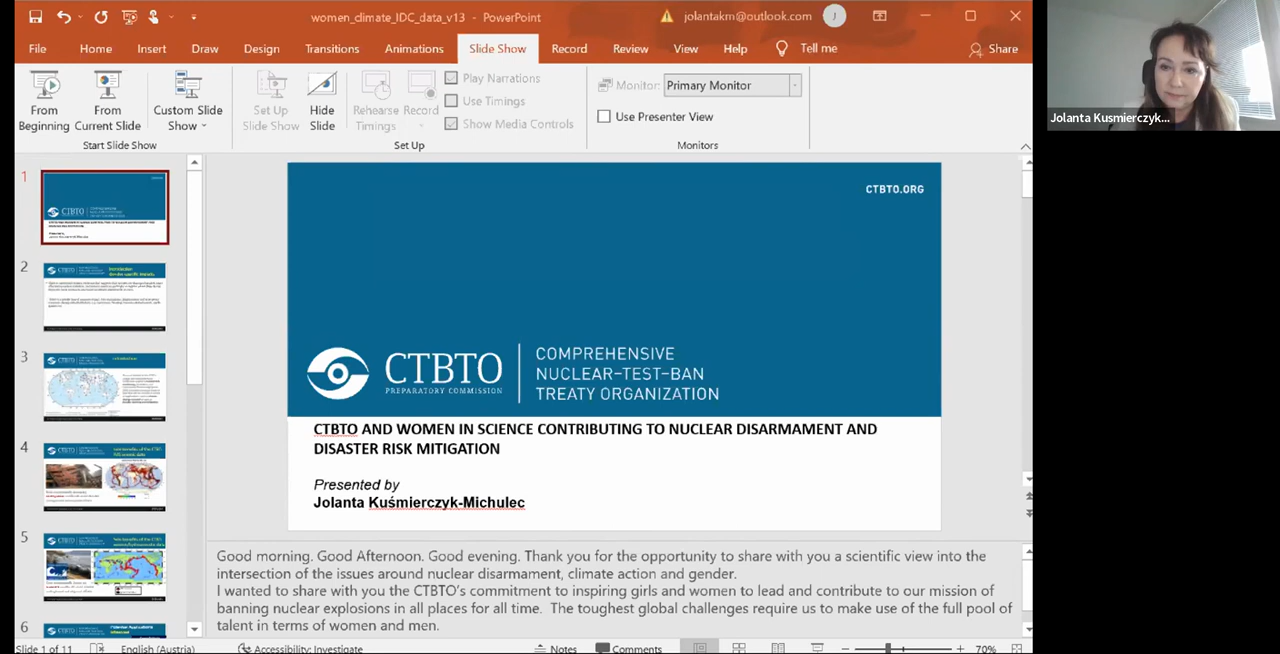 women_climate_IDC_data_v13 - PowerPoint
jolantakm@outlook.com
J
File Home Insert Draw Design Transitions Animations Slide Show Record Review View Help Tell me Share
From Beginning
From Current Slide
Custom Slide Show
Set Up Slide Show
Hide Slide
Rehearse Timings
Record
Play Narrations
Use Timings
Show Media Controls
Monitor: Primary Monitor
Use Presenter View
Start Slide Show
Set Up
Monitors
Jolanta Kusmierczyk...
1
2
3
4
5
6
CTBTO.ORG
CTBTO
PREPARATORY COMMISSION
COMPREHENSIVE
NUCLEAR-TEST-BAN
TREATY ORGANIZATION
CTBTO AND WOMEN IN SCIENCE CONTRIBUTING TO NUCLEAR DISARMAMENT AND
DISASTER RISK MITIGATION
Presented by
Jolanta Kuśmierczyk-Michulec
Good morning. Good Afternoon. Good evening. Thank you for the opportunity to share with you a scientific view into the
intersection of the issues around nuclear disarmament, climate action and gender.
I wanted to share with you the CTBTO's commitment to inspiring girls and women to lead and contribute to our mission of
banning nuclear explosions in all places for all time. The toughest global challenges require us to make use of the full pool of
talent in terms of women and men.
Slide 1 of 11
English (Austria)
Accessibility: Investigate
Notes
Comments
70%